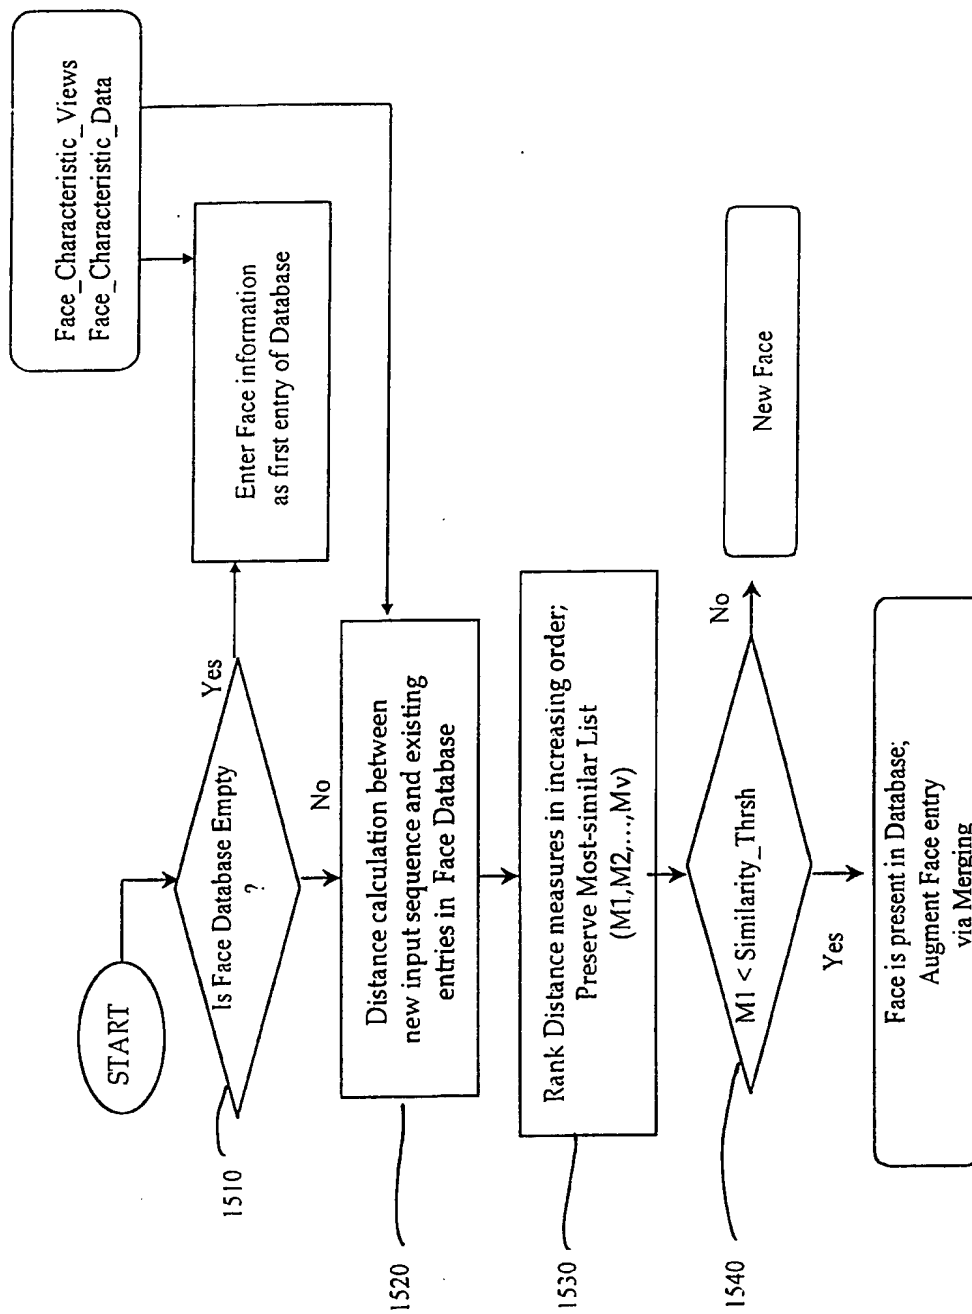 START
Face_Characteristic_Views
Face_Characteristic_Data
1510
Is Face Database Empty
?
Yes
Enter Face information
as first entry of Database
No
1520
Distance calculation between
new input sequence and existing
entries in Face Database
1530
Rank Distance measures in increasing order;
Preserve Most-similar List
(M1,M2,...,Mv)
1540
M1 < Similarity_Thrsh
No
New Face
Yes
Face is present in Database;
Augment Face entry
via Merging